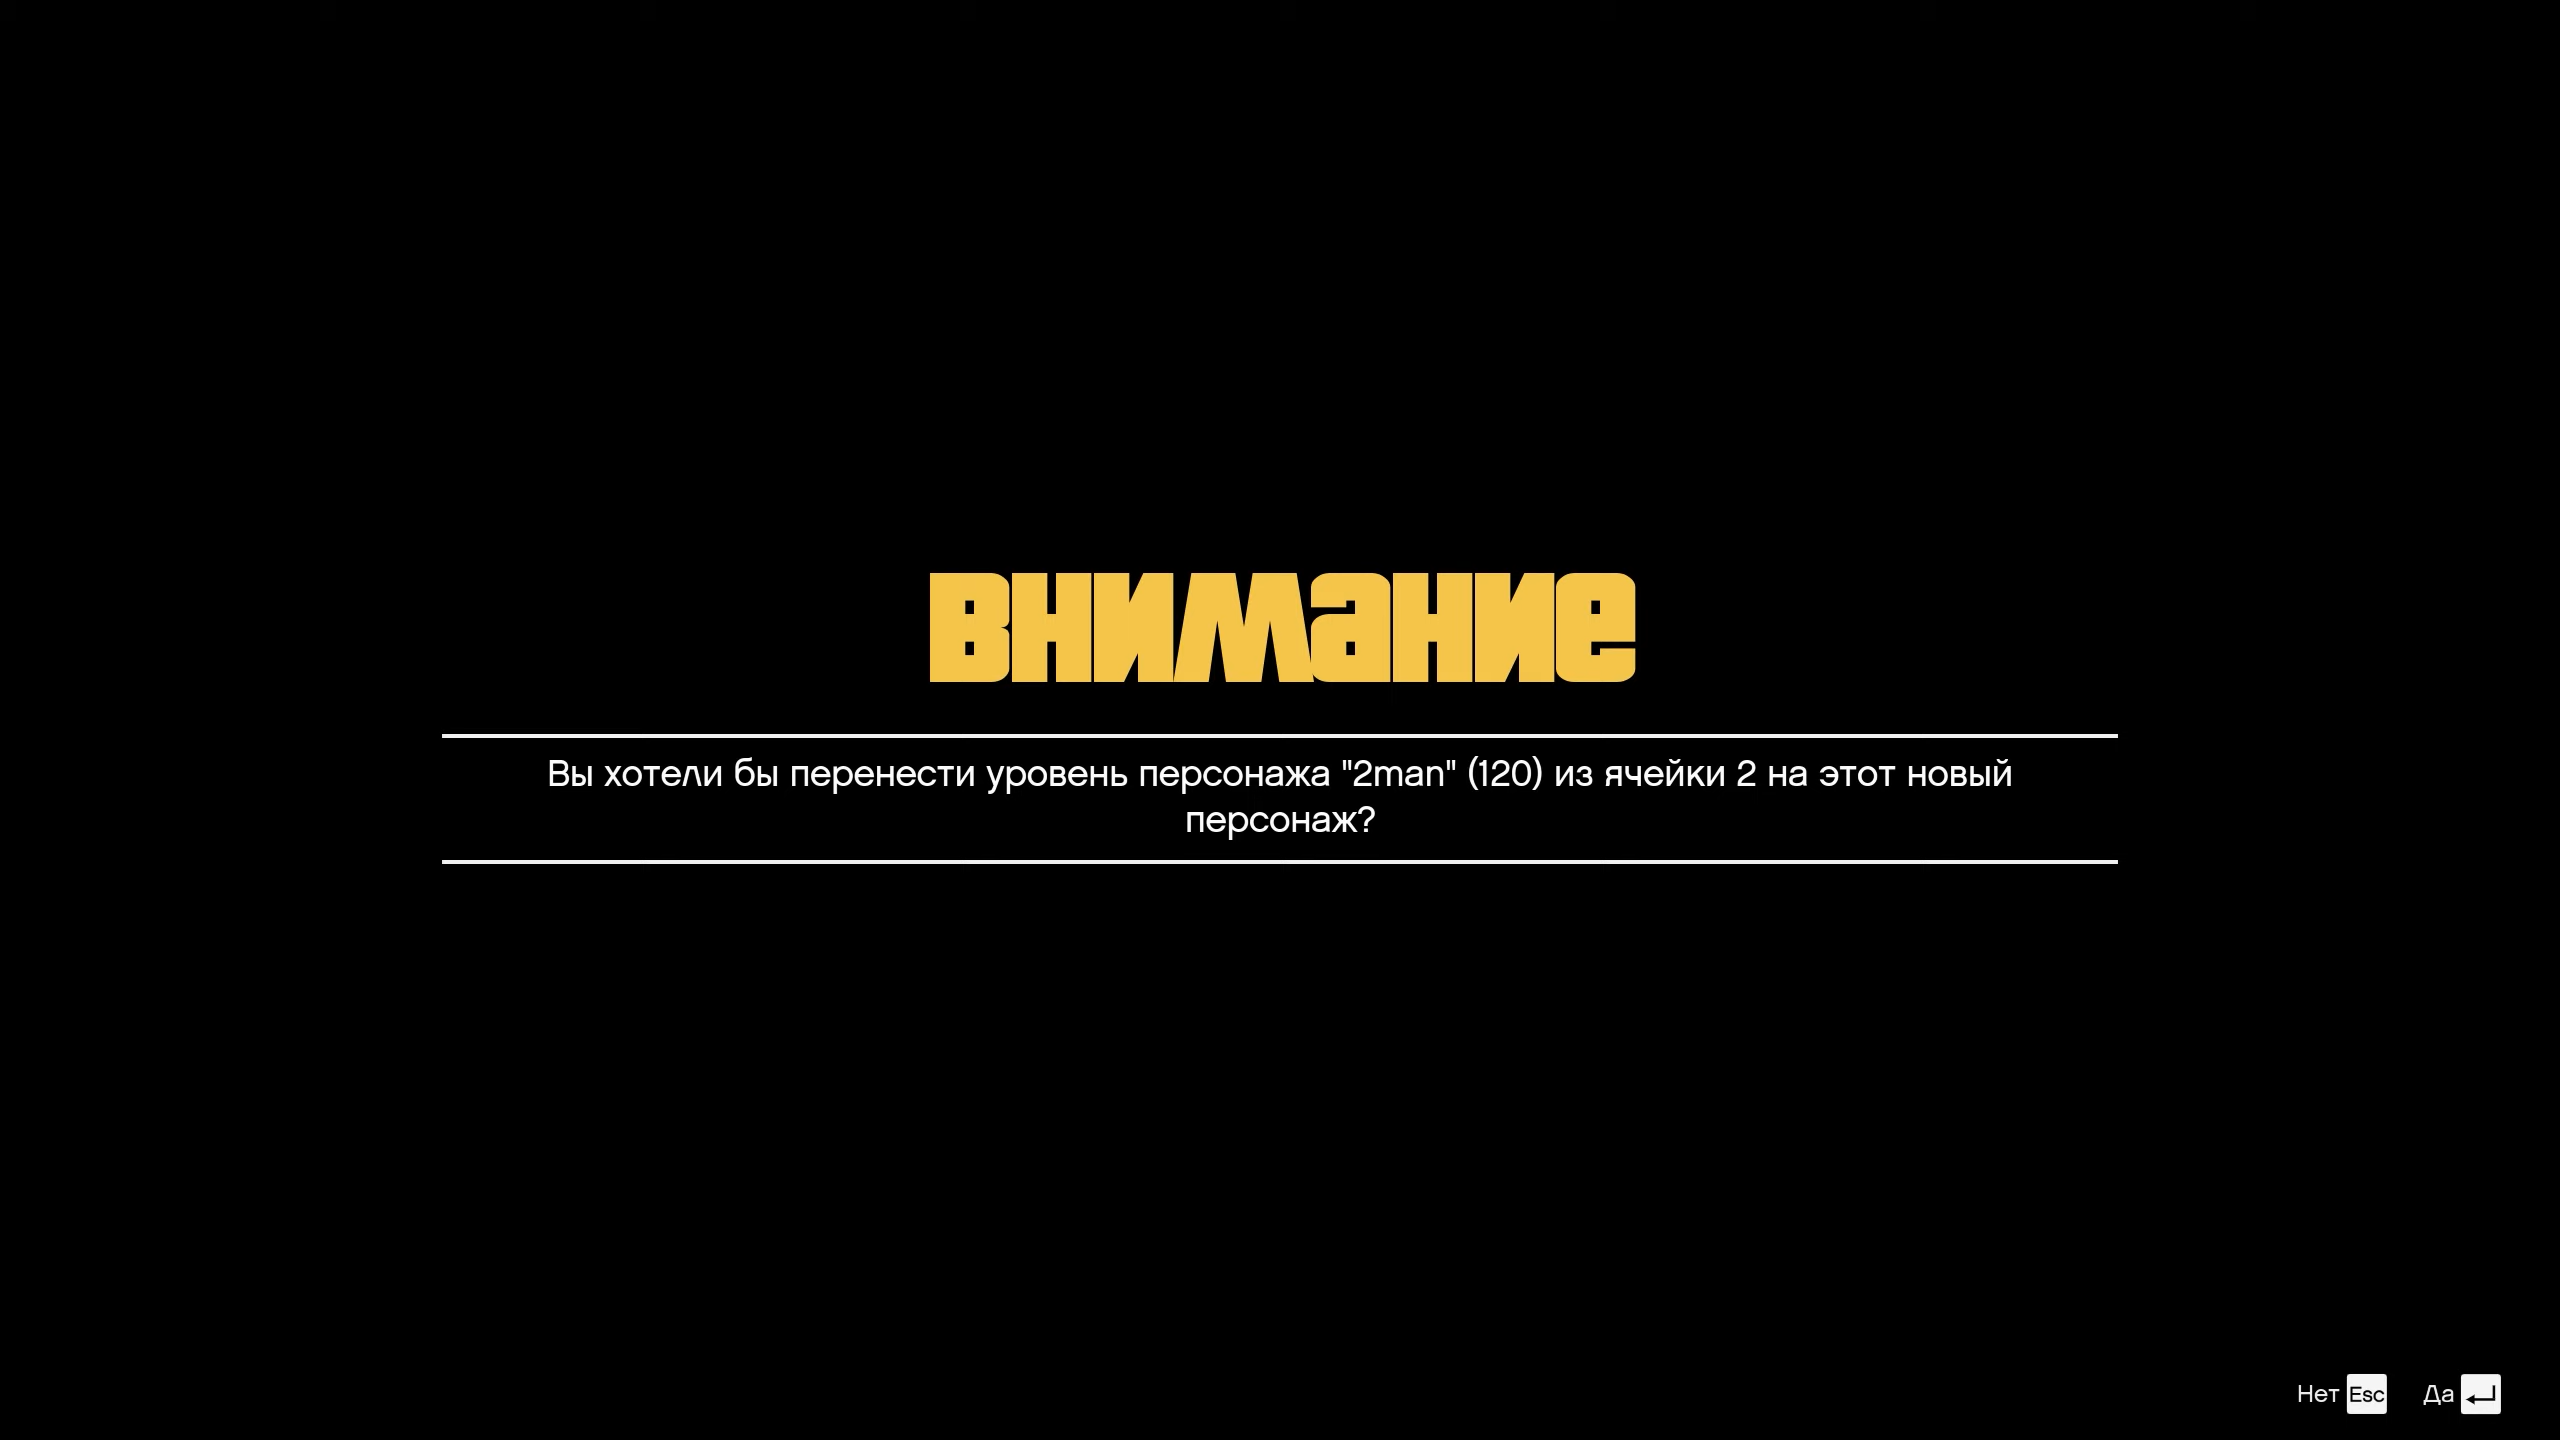 внимание
Вы хотели бы перенести уровень персонажа "2man" (120) из ячейки 2 на этот новый
персонаж?
Нет Esc Да